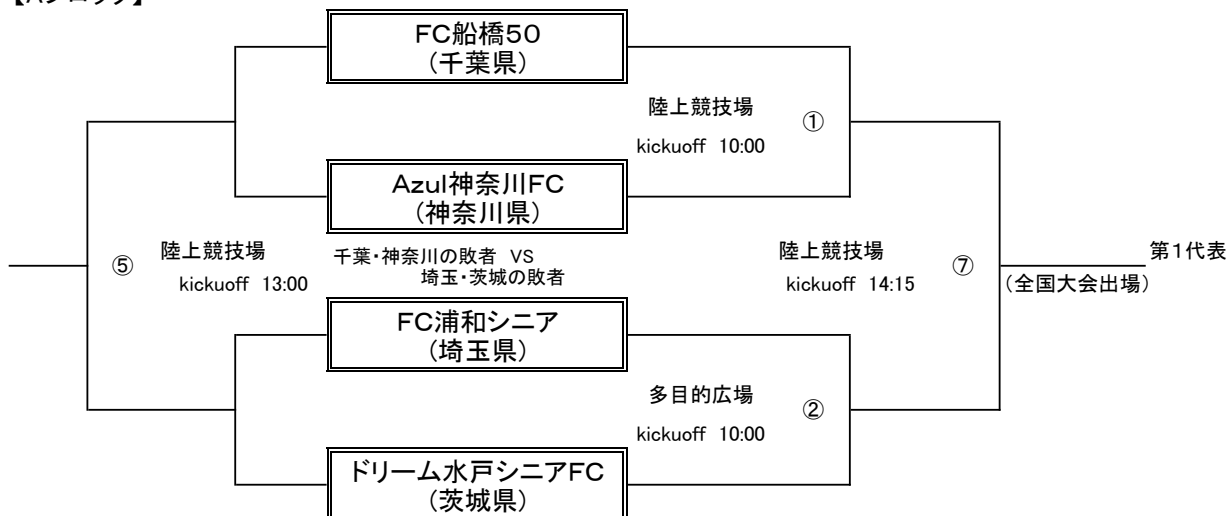 【Aブロック】
FC船橋50
(千葉県)
陸上競技場
①
kickuoff 10:00
Azul神奈川FC
(神奈川県)
⑤
陸上競技場
kickuoff 13:00
千葉・神奈川の敗者 VS
埼玉・茨城の敗者
陸上競技場
kickuoff 14:15
⑦
第1代表
(全国大会出場)
FC浦和シニア
(埼玉県)
多目的広場
②
kickuoff 10:00
ドリーム水戸シニアFC
(茨城県)